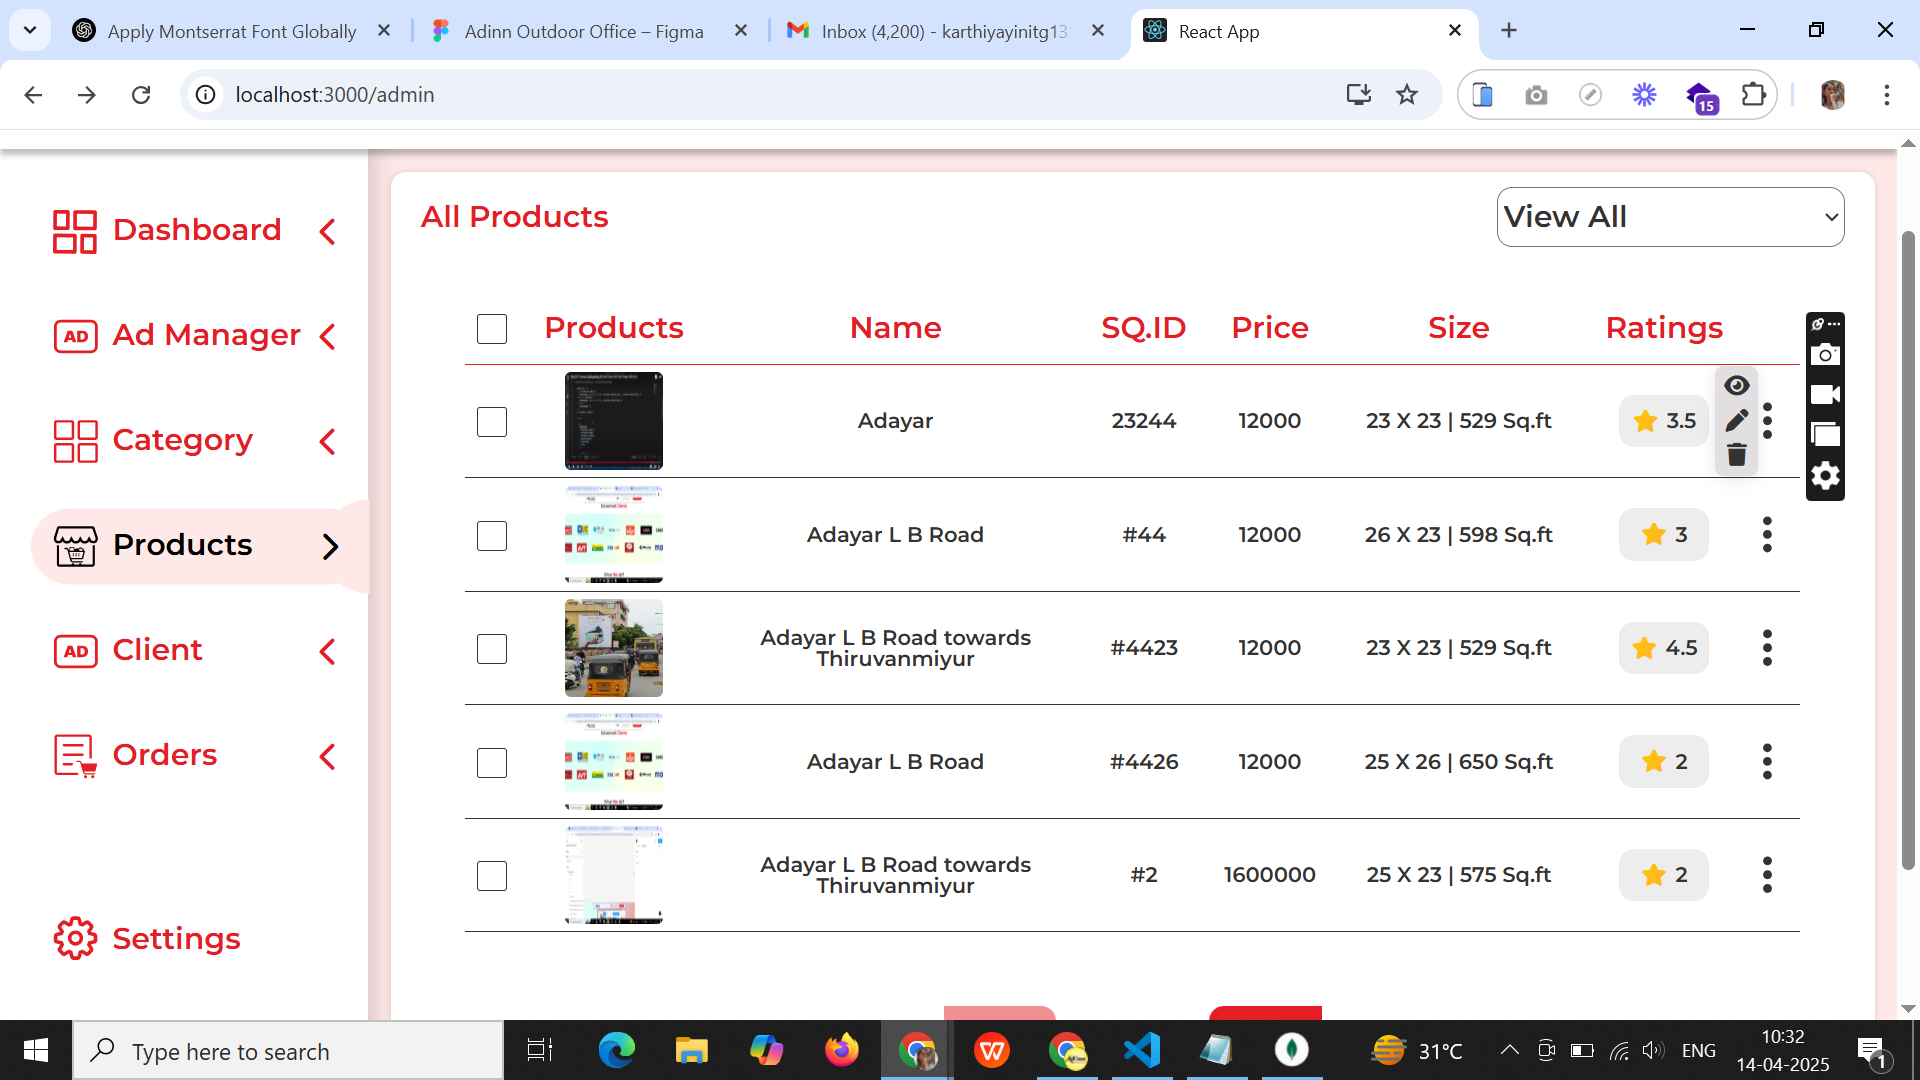 Apply Montserrat Font Globally
Adinn Outdoor Office – Figma
Inbox (4,200) - karthiyayinitg13
React App
localhost:3000/admin
15
Dashboard
AD Ad Manager
Category
Products
AD Client
Orders
Settings
All Products
View All
Products Name SQ.ID Price Size Ratings
Adayar 23244 12000 23 X 23 | 529 Sq.ft 3.5
Adayar L B Road #44 12000 26 X 23 | 598 Sq.ft 3
Adayar L B Road towards
Thiruvanmiyur #4423 12000 23 X 23 | 529 Sq.ft 4.5
Adayar L B Road #4426 12000 25 X 26 | 650 Sq.ft 2
Adayar L B Road towards
Thiruvanmiyur #2 1600000 25 X 23 | 575 Sq.ft 2
Type here to search
31°C
ENG
10:32
14-04-2025
1